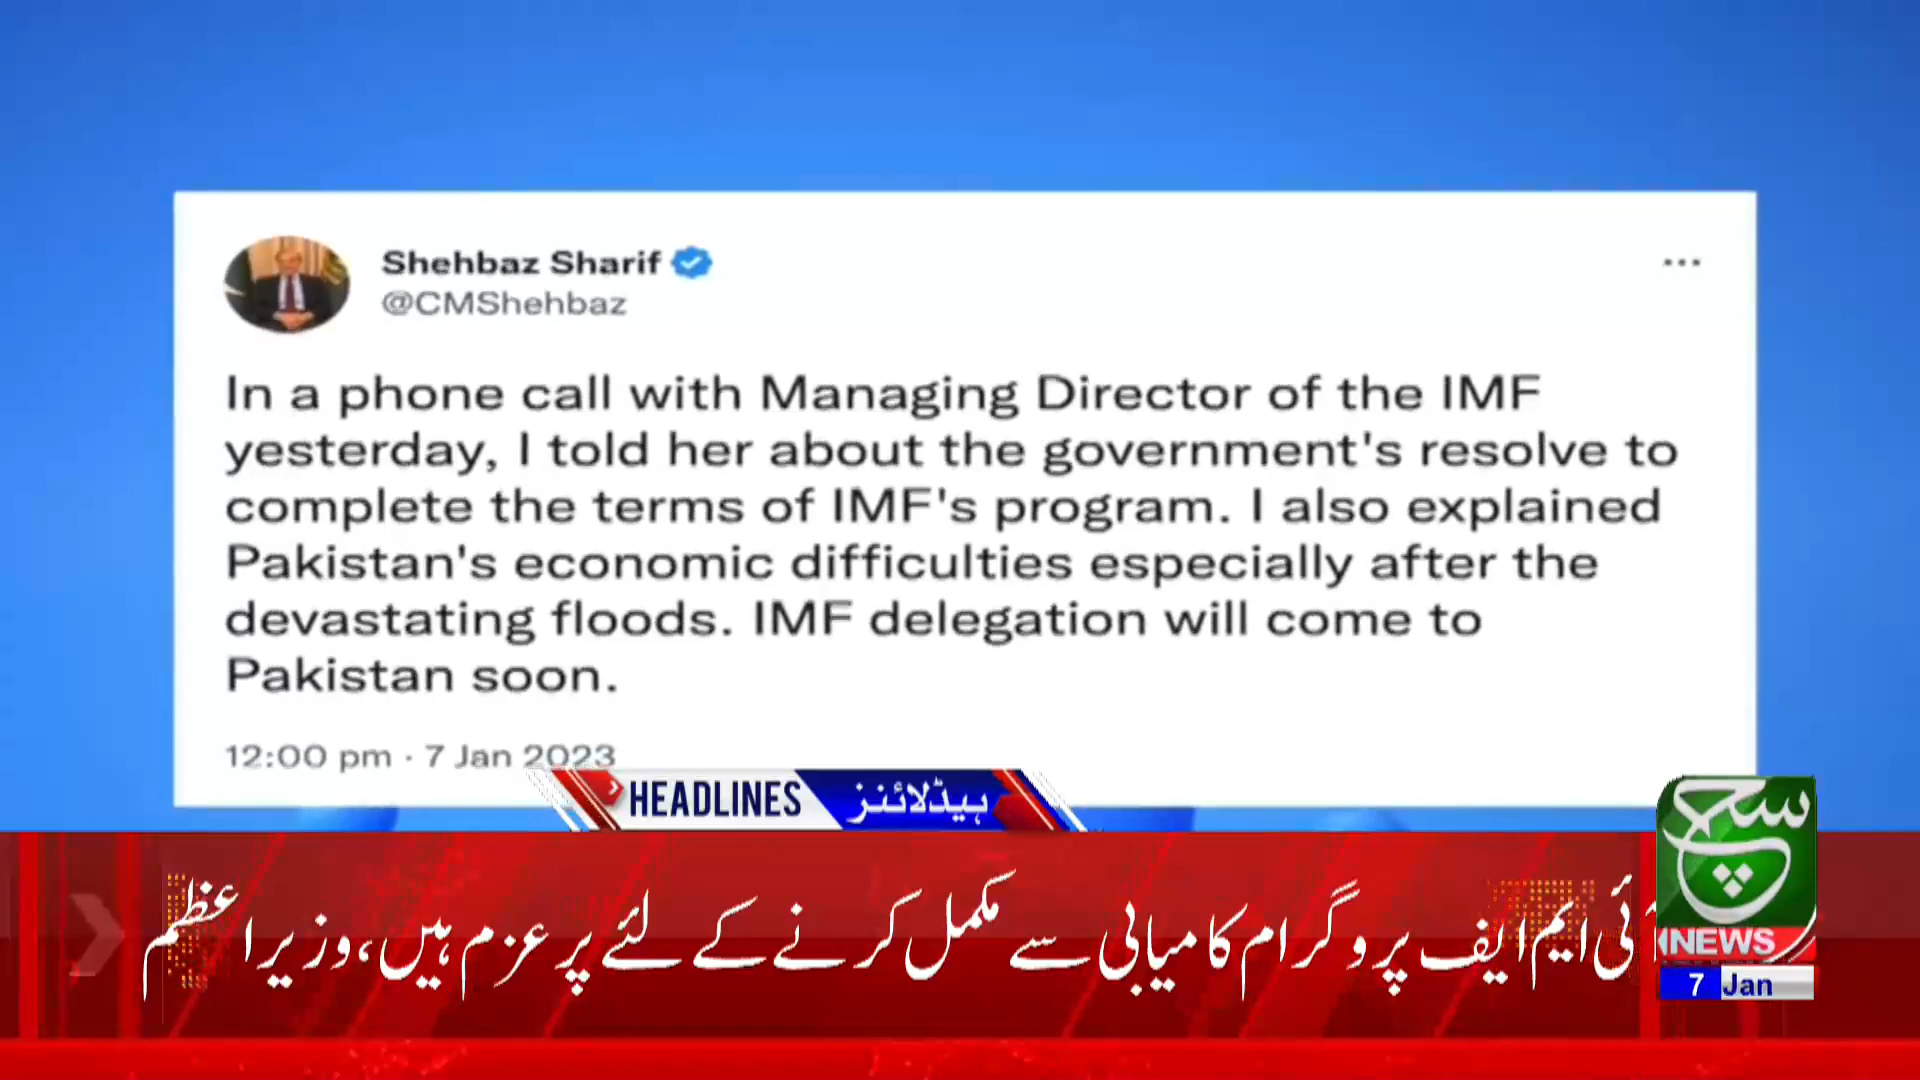 Shehbaz Sharif
@CMShehbaz
In a phone call with Managing Director of the IMF
yesterday, I told her about the government's resolve to
complete the terms of IMF's program. I also explained
Pakistan's economic difficulties especially after the
devastating floods. IMF delegation will come to
Pakistan soon.
12:00 pm · 7 Jan 2023
HEADLINES ہیڈلائنز
ئی ایم ایف پروگرام کامیابی سے مکمل کرنے کے لئے پر عزم ہیں، وزیراعظم
سچ
NEWS
7 Jan